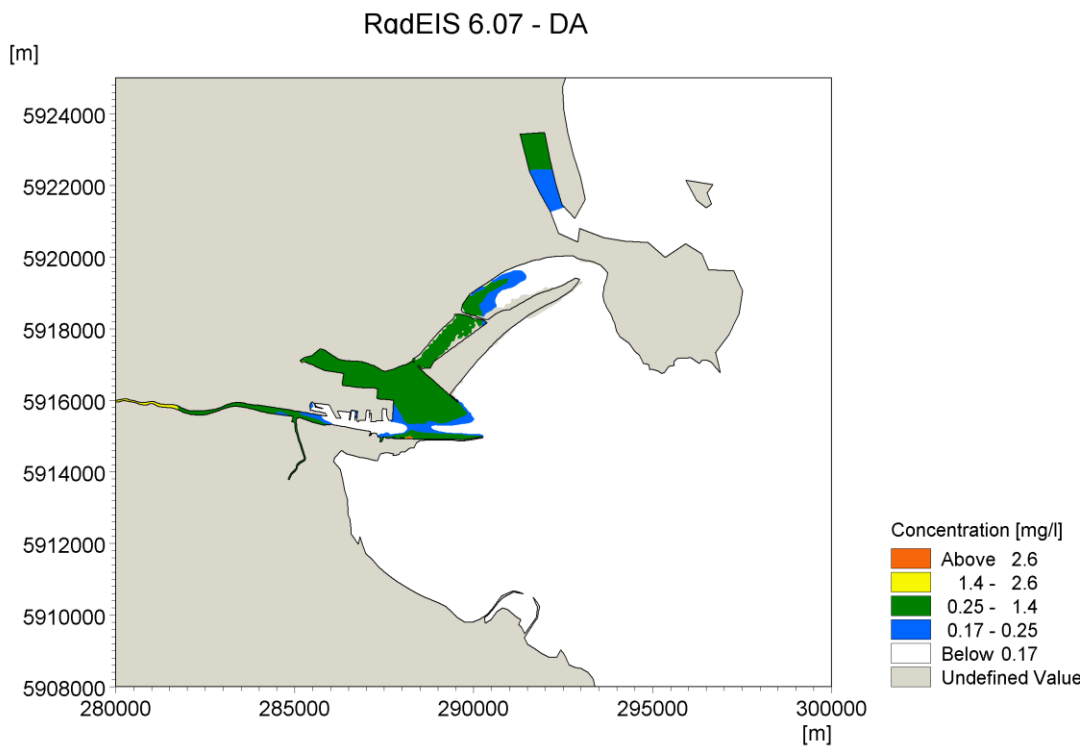 RadEIS 6.07 - DA
[m]
5924000
5922000
5920000
5918000
5916000
5914000
5912000
5910000
5908000
280000 285000 290000 295000 300000
[m]
Concentration [mg/l]
Above 2.6
1.4 - 2.6
0.25 - 1.4
0.17 - 0.25
Below 0.17
Undefined Value